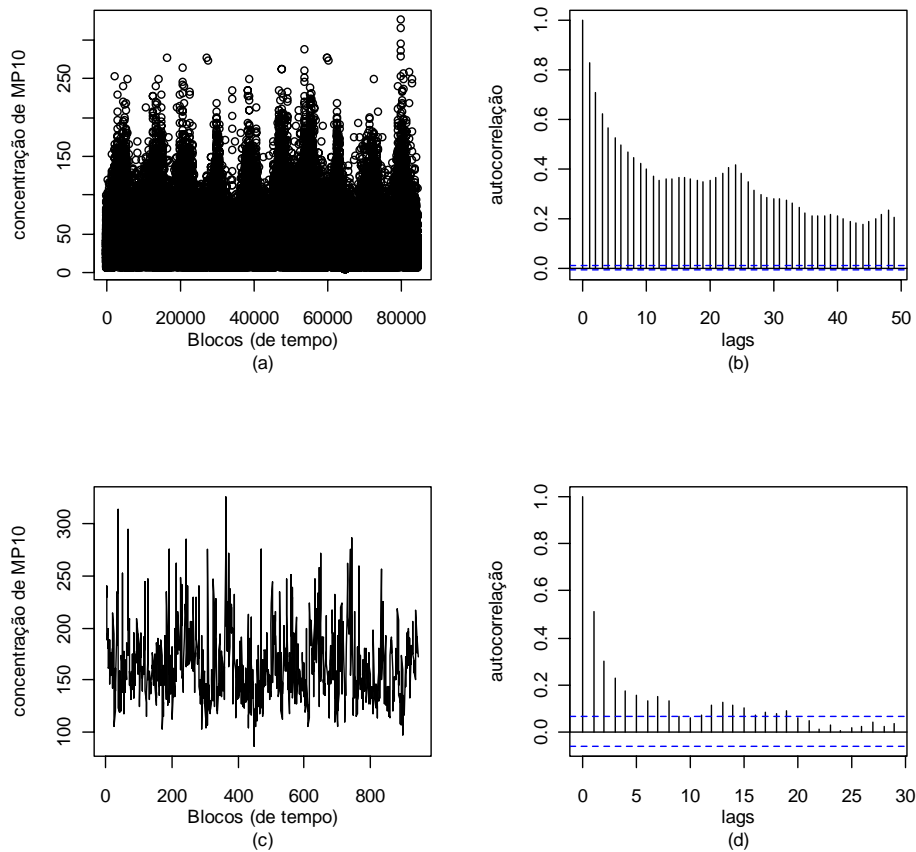 concentração de MP10
0 50 150 250
0 20000 40000 60000 80000
Blocos (de tempo)
(a)
autocorrelação
0.0 0.2 0.4 0.6 0.8 1.0
0 10 20 30 40 50
lags
(b)
concentração de MP10
100 150 200 250 300
0 200 400 600 800
Blocos (de tempo)
(c)
autocorrelação
0.0 0.2 0.4 0.6 0.8 1.0
0 5 10 15 20 25 30
lags
(d)